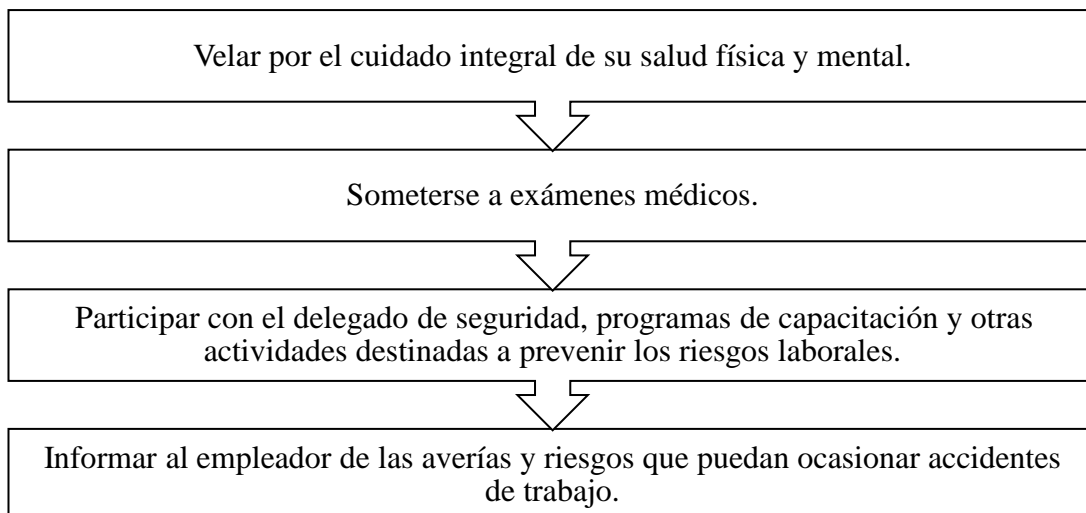 Velar por el cuidado integral de su salud física y mental.
Someterse a exámenes médicos.
Participar con el delegado de seguridad, programas de capacitación y otras
actividades destinadas a prevenir los riesgos laborales.
Informar al empleador de las averías y riesgos que puedan ocasionar accidentes
de trabajo.